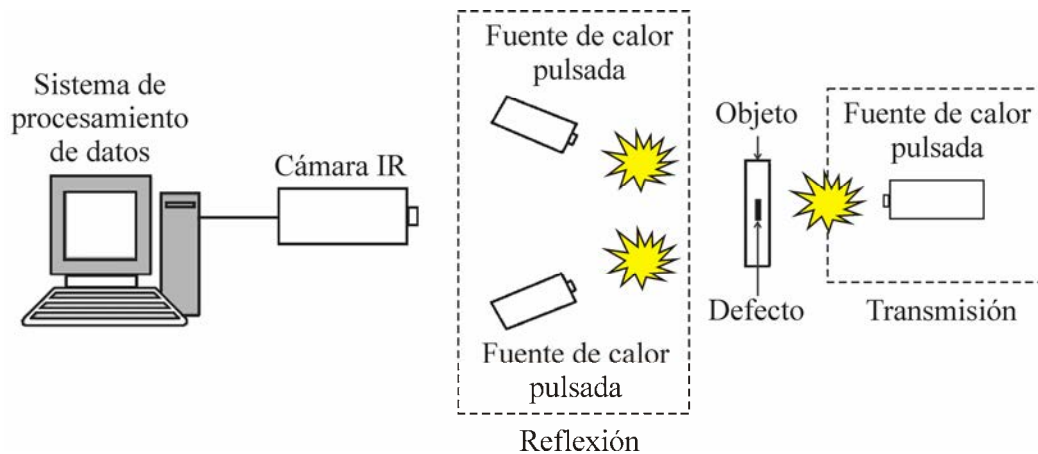 Sistema de
procesamiento
de datos
Cámara IR
Fuente de calor
pulsada
Fuente de calor
pulsada
Reflexión
Objeto
Defecto
Fuente de calor
pulsada
Transmisión